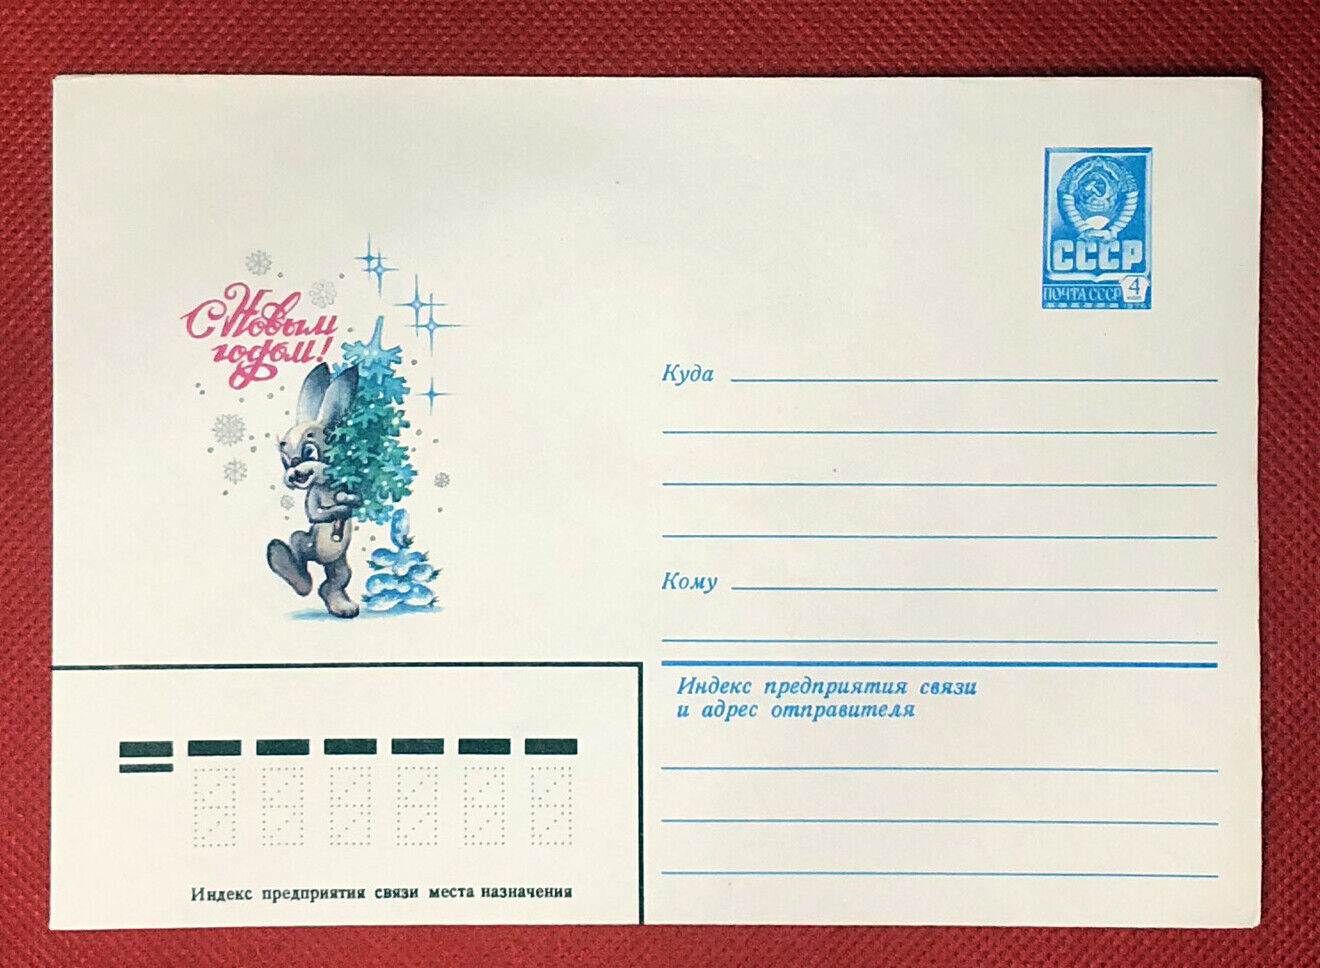 С Новым
годом!
СССР
ПОЧТА СССР 4
Куда
Кому
Индекс предприятия связи
и адрес отправителя
Индекс предприятия связи места назначения